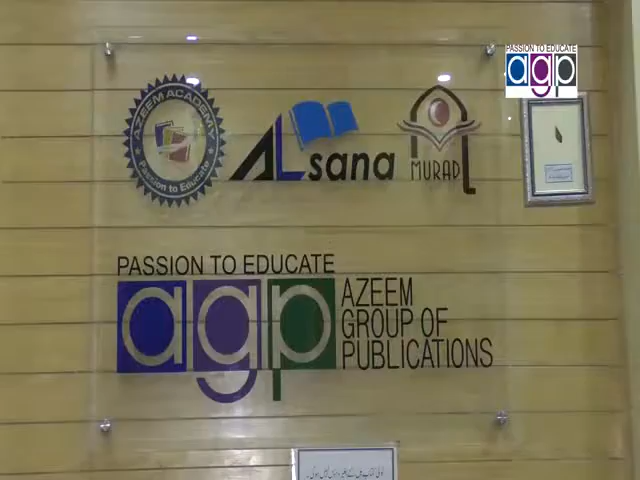 PASSION TO EDUCATE
agp
AZEEM ACADEMY
Passion to Educate
ALsana
MURAD
PASSION TO EDUCATE
agp
AZEEM
GROUP OF
PUBLICATIONS